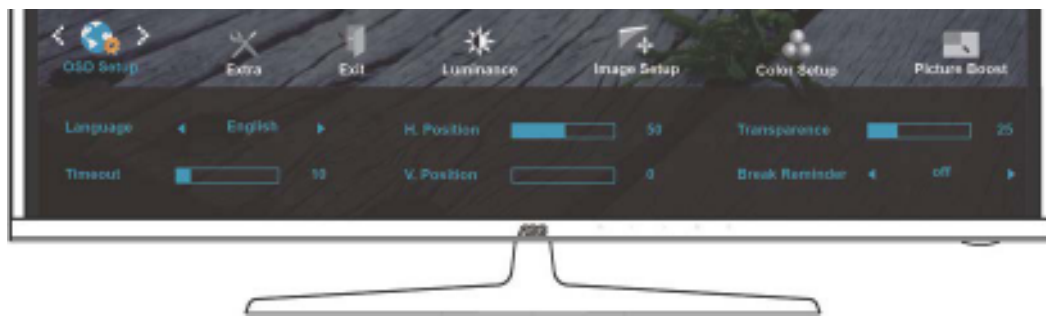 OSD Setup
Extra
Exit
Luminance
Image Setup
Color Setup
Picture Boost
Language English H. Position 50 Transparence 25
Timeout 10 V. Position 0 Break Reminder off
AOC